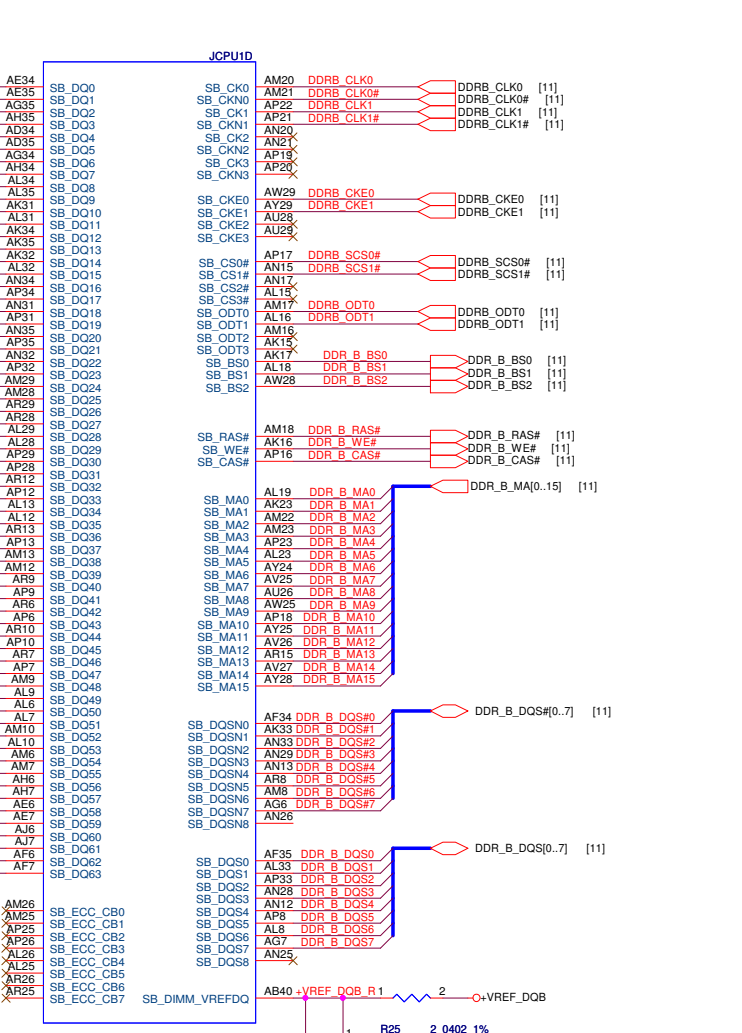 JCPU1D
AE34 SB_DQ0 SB_CK0 AM20 DDRB_CLK0 DDRB_CLK0 [11]
AE35 SB_DQ1 SB_CKN0 AM21 DDRB_CLK0# DDRB_CLK0# [11]
AG35 SB_DQ2 SB_CK1 AP22 DDRB_CLK1 DDRB_CLK1 [11]
AH35 SB_DQ3 SB_CKN1 AP21 DDRB_CLK1# DDRB_CLK1# [11]
AD34 SB_DQ4 SB_CK2 AN20
AD35 SB_DQ5 SB_CKN2 AN21
AG34 SB_DQ6 SB_CK3 AP19
AH34 SB_DQ7 SB_CKN3 AP20
AL34 SB_DQ8
AL35 SB_DQ9 SB_CKE0 AW29 DDRB_CKE0 DDRB_CKE0 [11]
AK31 SB_DQ10 SB_CKE1 AY29 DDRB_CKE1 DDRB_CKE1 [11]
AL31 SB_DQ11 SB_CKE2 AU28
AK34 SB_DQ12 SB_CKE3 AU29
AK35 SB_DQ13
AK32 SB_DQ14 SB_CS0# AP17 DDRB_SCS0# DDRB_SCS0# [11]
AL32 SB_DQ15 SB_CS1# AN15 DDRB_SCS1# DDRB_SCS1# [11]
AN34 SB_DQ16 SB_CS2# AN17
AP34 SB_DQ17 SB_CS3# AL15
AN31 SB_DQ18 SB_ODT0 AM17 DDRB_ODT0 DDRB_ODT0 [11]
AP31 SB_DQ19 SB_ODT1 AL16 DDRB_ODT1 DDRB_ODT1 [11]
AN35 SB_DQ20 SB_ODT2 AM16
AP35 SB_DQ21 SB_ODT3 AK15
AN32 SB_DQ22 SB_BS0 AK17 DDR_B_BS0 DDR_B_BS0 [11]
AP32 SB_DQ23 SB_BS1 AL18 DDR_B_BS1 DDR_B_BS1 [11]
AM29 SB_DQ24 SB_BS2 AW28 DDR_B_BS2 DDR_B_BS2 [11]
AM28 SB_DQ25
AR29 SB_DQ26
AR28 SB_DQ27
AL29 SB_DQ28 SB_RAS# AM18 DDR_B_RAS# DDR_B_RAS# [11]
AL28 SB_DQ29 SB_WE# AK16 DDR_B_WE# DDR_B_WE# [11]
AP29 SB_DQ30 SB_CAS# AP16 DDR_B_CAS# DDR_B_CAS# [11]
AP28 SB_DQ31
AR12 SB_DQ32 DDR_B_MA[0..15] [11]
AP12 SB_DQ33 SB_MA0 AL19 DDR_B_MA0
AL13 SB_DQ34 SB_MA1 AK23 DDR_B_MA1
AL12 SB_DQ35 SB_MA2 AM22 DDR_B_MA2
AR13 SB_DQ36 SB_MA3 AM23 DDR_B_MA3
AP13 SB_DQ37 SB_MA4 AP23 DDR_B_MA4
AM13 SB_DQ38 SB_MA5 AL23 DDR_B_MA5
AM12 SB_DQ39 SB_MA6 AY24 DDR_B_MA6
AR9 SB_DQ40 SB_MA7 AV25 DDR_B_MA7
AP9 SB_DQ41 SB_MA8 AU26 DDR_B_MA8
AR6 SB_DQ42 SB_MA9 AW25 DDR_B_MA9
AP6 SB_DQ43 SB_MA10 AP18 DDR_B_MA10
AR10 SB_DQ44 SB_MA11 AY25 DDR_B_MA11
AP10 SB_DQ45 SB_MA12 AV26 DDR_B_MA12
AR7 SB_DQ46 SB_MA13 AR15 DDR_B_MA13
AP7 SB_DQ47 SB_MA14 AV27 DDR_B_MA14
AM9 SB_DQ48 SB_MA15 AY28 DDR_B_MA15
AL9 SB_DQ49
AL6 SB_DQ50 DDR_B_DQS#[0..7] [11]
AL7 SB_DQ51 SB_DQSN0 AF34 DDR_B_DQS#0
AM10 SB_DQ52 SB_DQSN1 AK33 DDR_B_DQS#1
AL10 SB_DQ53 SB_DQSN2 AN33 DDR_B_DQS#2
AM6 SB_DQ54 SB_DQSN3 AN29 DDR_B_DQS#3
AM7 SB_DQ55 SB_DQSN4 AN13 DDR_B_DQS#4
AH6 SB_DQ56 SB_DQSN5 AR8 DDR_B_DQS#5
AH7 SB_DQ57 SB_DQSN6 AM8 DDR_B_DQS#6
AE6 SB_DQ58 SB_DQSN7 AG6 DDR_B_DQS#7
AE7 SB_DQ59 SB_DQSN8 AN26
AJ6 SB_DQ60
AJ7 SB_DQ61 DDR_B_DQS[0..7] [11]
AF6 SB_DQ62 SB_DQS0 AF35 DDR_B_DQS0
AF7 SB_DQ63 SB_DQS1 AL33 DDR_B_DQS1
SB_DQS2 AP33 DDR_B_DQS2
SB_DQS3 AN28 DDR_B_DQS3
AM26 SB_ECC_CB0 SB_DQS4 AN12 DDR_B_DQS4
AM25 SB_ECC_CB1 SB_DQS5 AP8 DDR_B_DQS5
AP25 SB_ECC_CB2 SB_DQS6 AL8 DDR_B_DQS6
AP26 SB_ECC_CB3 SB_DQS7 AG7 DDR_B_DQS7
AL26 SB_ECC_CB4 SB_DQS8 AN25
AL25 SB_ECC_CB5
AR26 SB_ECC_CB6
AR25 SB_ECC_CB7 SB_DIMM_VREFDQ AB40 +VREF_DQB_R 1 2 +VREF_DQB
1 R25 2_0402_1%